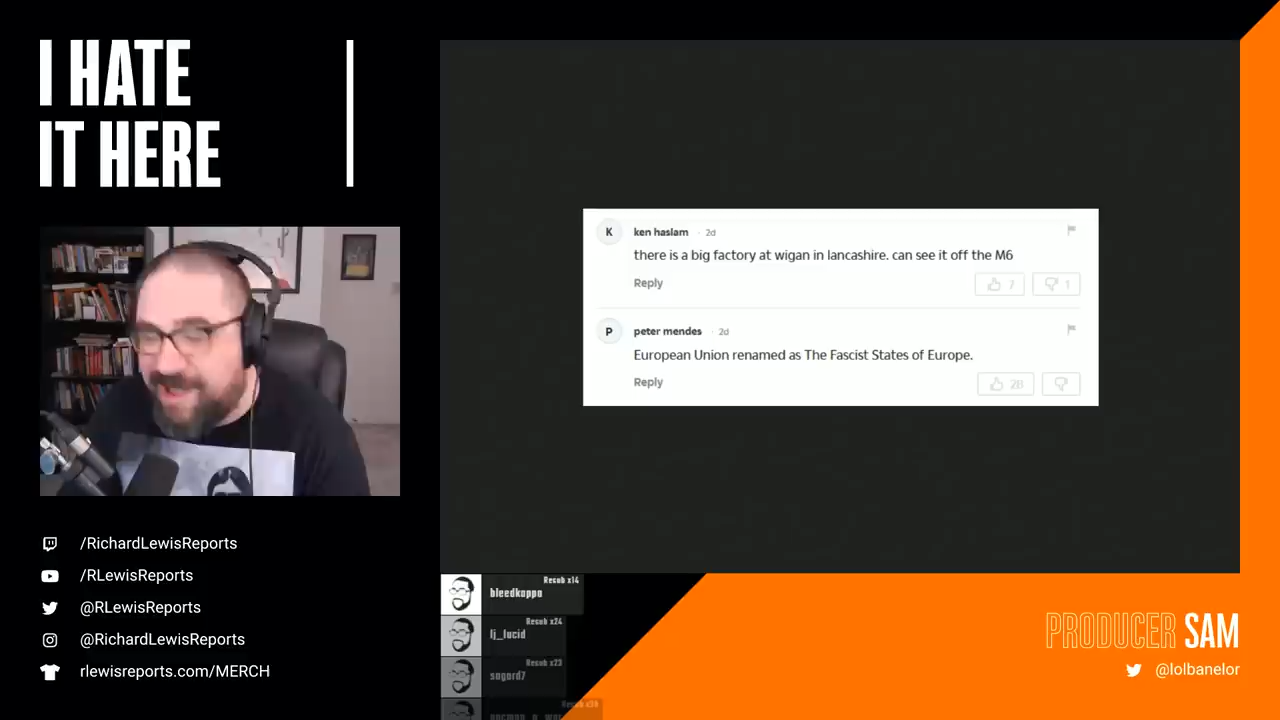 I HATE
IT HERE
K
ken haslam · 2d
there is a big factory at wigan in lancashire. can see it off the M6
Reply
7
1
P
peter mendes · 2d
European Union renamed as The Fascist States of Europe.
Reply
28
/RichardLewisReports
/RLewisReports
@RLewisReports
@RichardLewisReports
rlewisreports.com/MERCH
Resub x14
bleedkappa
Resub x24
lj_lucid
Resub x23
sagard7
PRODUCER SAM
@lolbanelor